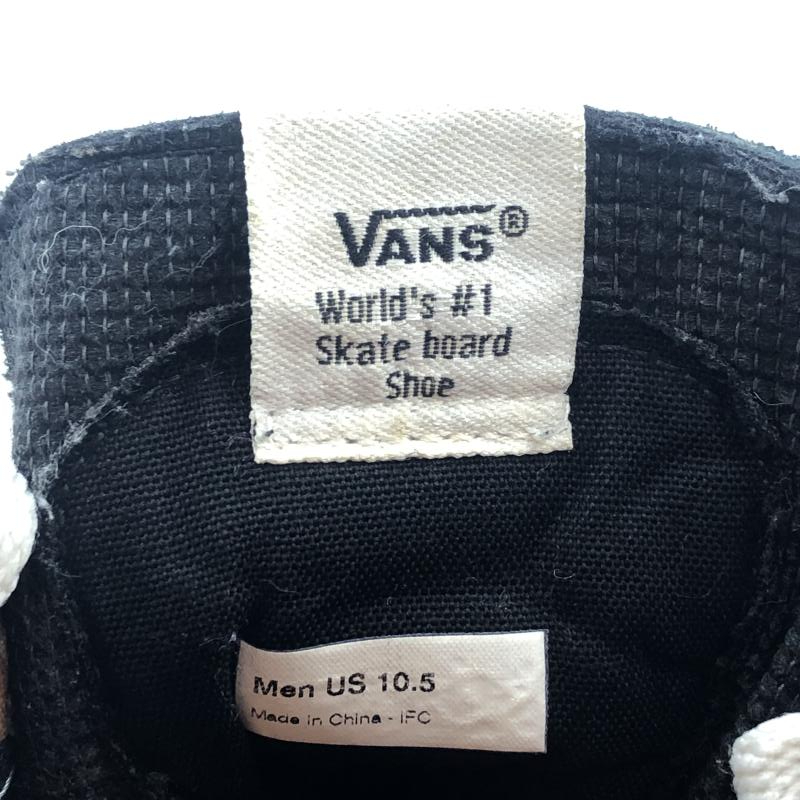 VANS®
World's #1
Skate board
Shoe
Men US 10.5
Made in China - IFC